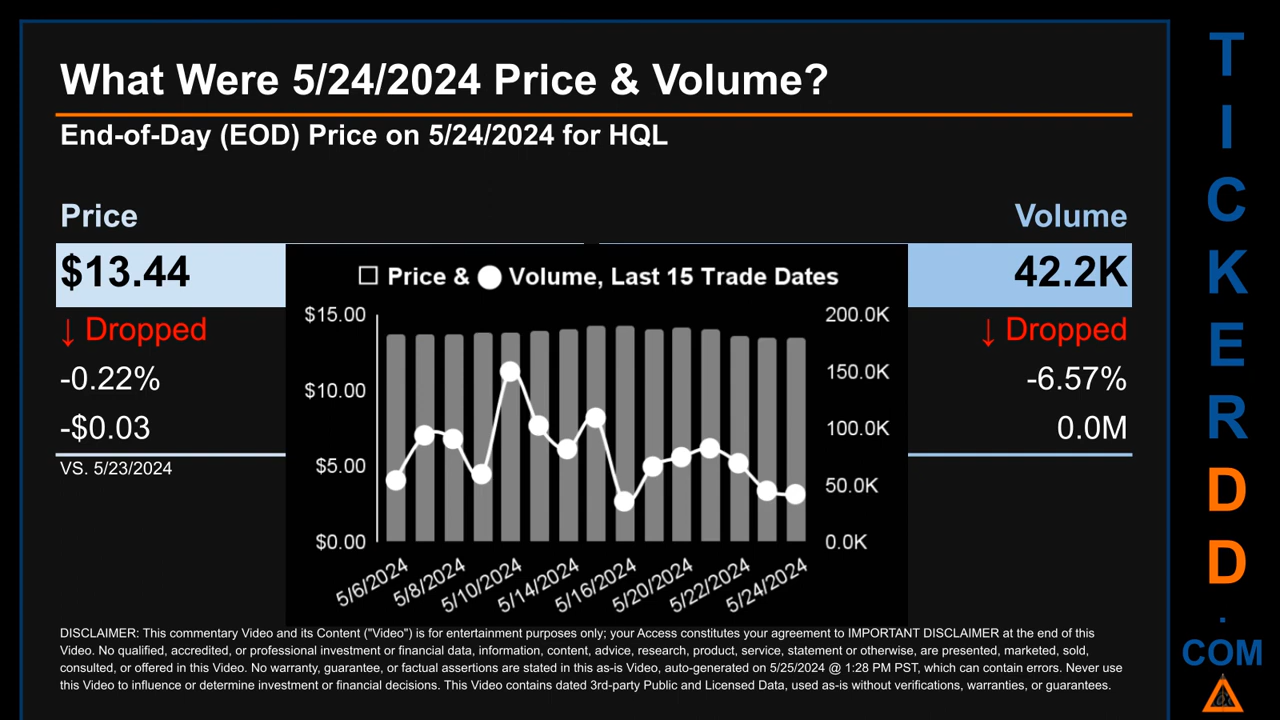 What Were 5/24/2024 Price & Volume?
End-of-Day (EOD) Price on 5/24/2024 for HQL
Price
Volume
$13.44
42.2K
↓ Dropped
↓ Dropped
-0.22%
-6.57%
-$0.03
0.0M
VS. 5/23/2024
Price & Volume, Last 15 Trade Dates
$15.00
$10.00
$5.00
$0.00
200.0K
150.0K
100.0K
50.0K
0.0K
5/6/2024
5/8/2024
5/10/2024
5/14/2024
5/16/2024
5/20/2024
5/22/2024
5/24/2024
DISCLAIMER: This commentary Video and its Content ("Video") is for entertainment purposes only; your Access constitutes your agreement to IMPORTANT DISCLAIMER at the end of this
Video. No qualified, accredited, or professional investment or financial data, information, content, advice, research, product, service, statement or otherwise, are presented, marketed, sold,
consulted, or offered in this Video. No warranty, guarantee, or factual assertions are stated in this as-is Video, auto-generated on 5/25/2024 @ 1:28 PM PST, which can contain errors. Never use
this Video to influence or determine investment or financial decisions. This Video contains dated 3rd-party Public and Licensed Data, used as-is without verifications, warranties, or guarantees.
T
I
C
K
E
R
D
D
.
COM